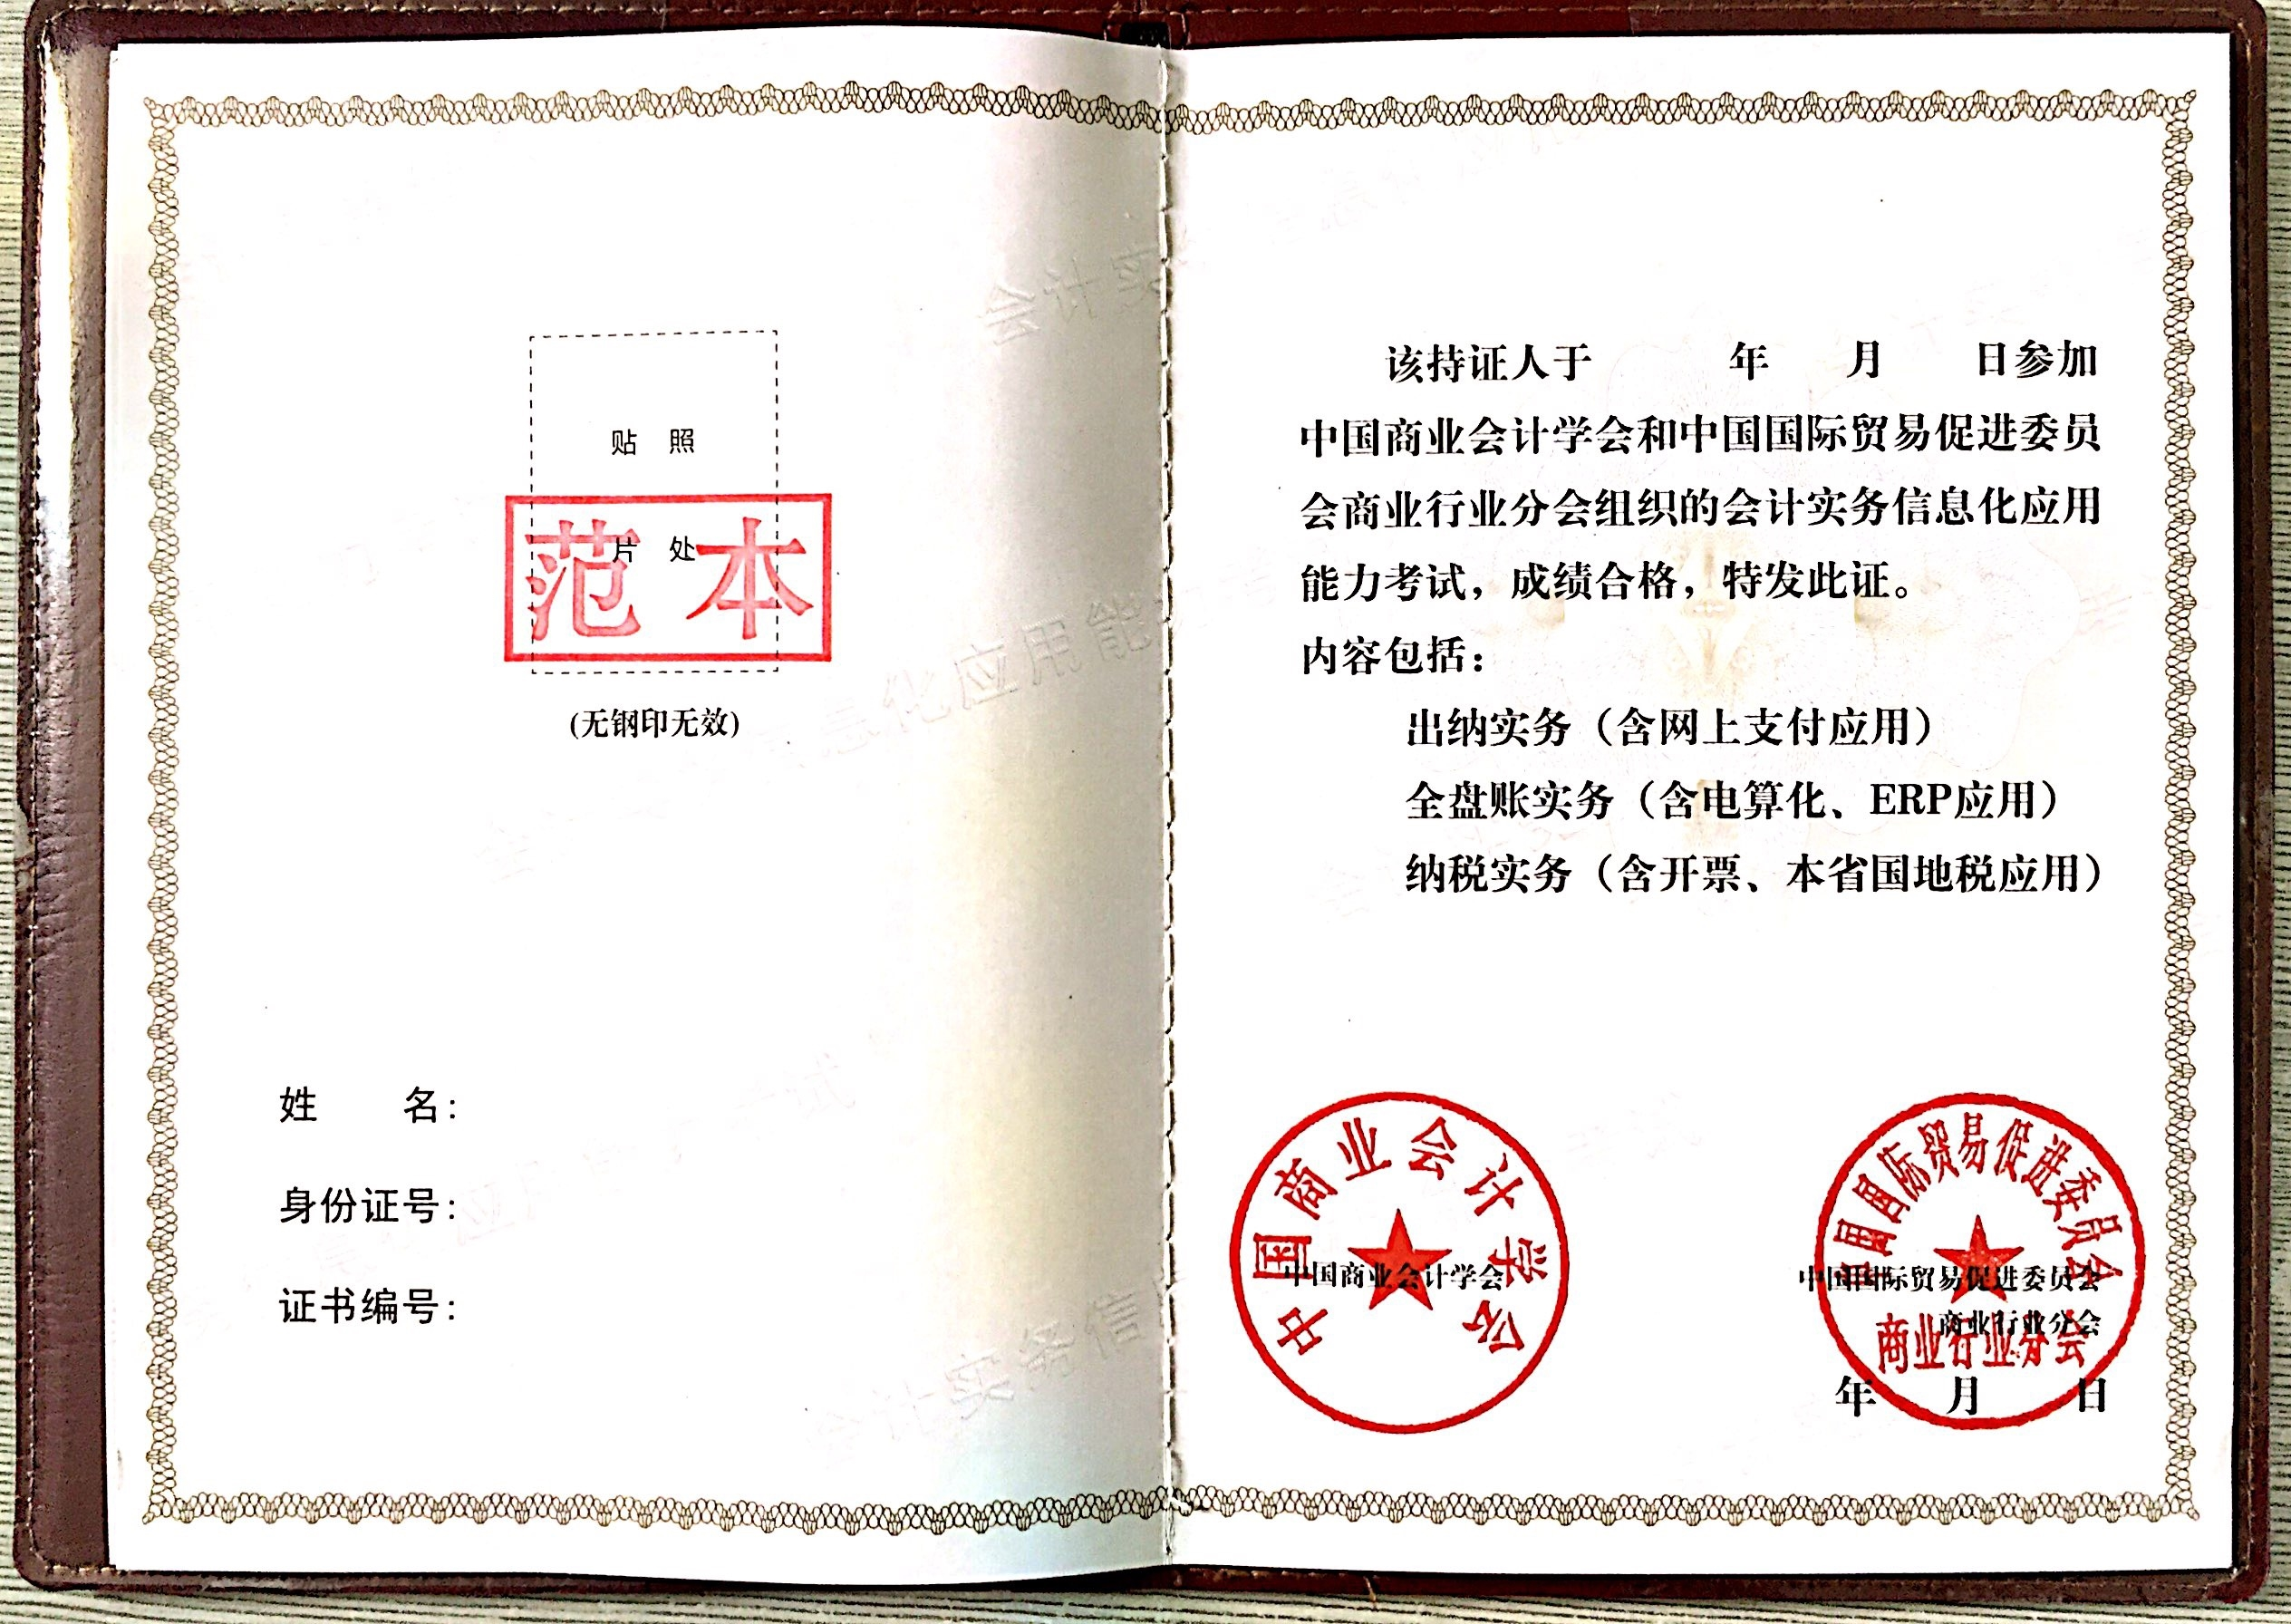 贴 照
片 处
范 本
(无钢印无效)
姓 名:
身份证号:
证书编号:
该持证人于 年 月 日参加
中国商业会计学会和中国国际贸易促进委员
会商业行业分会组织的会计实务信息化应用
能力考试，成绩合格，特发此证。
内容包括:
出纳实务（含网上支付应用）
全盘账实务（含电算化、ERP应用）
纳税实务（含开票、本省国地税应用）
中国商业会计学会
中国商业会计学会
中国国际贸易促进委员会
商业行业分会
中国国际贸易促进委员会
商业行业分会
年 月 日